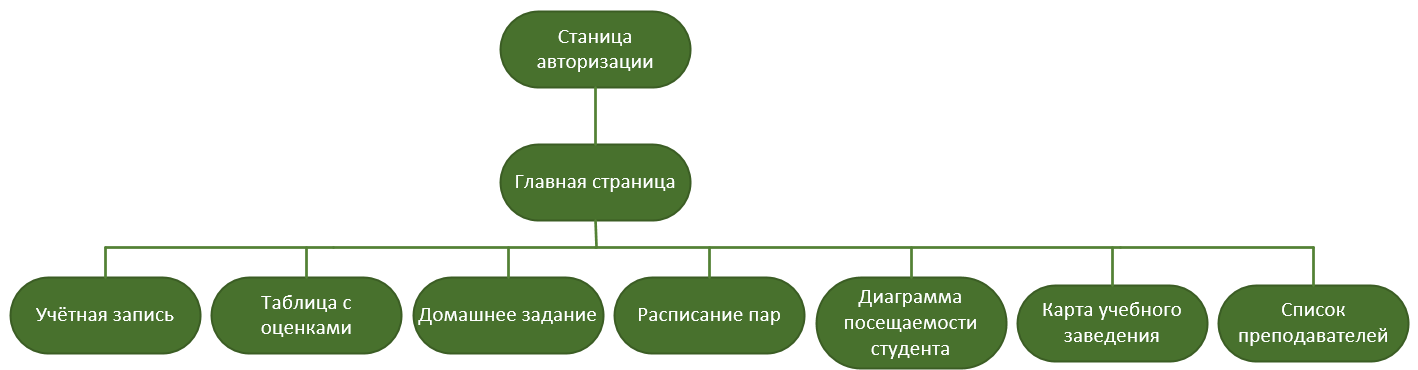 Станица
авторизации
Главная страница
Учётная запись
Таблица с
оценками
Домашнее задание
Расписание пар
Диаграмма
посещаемости
студента
Карта учебного
заведения
Список
преподавателей